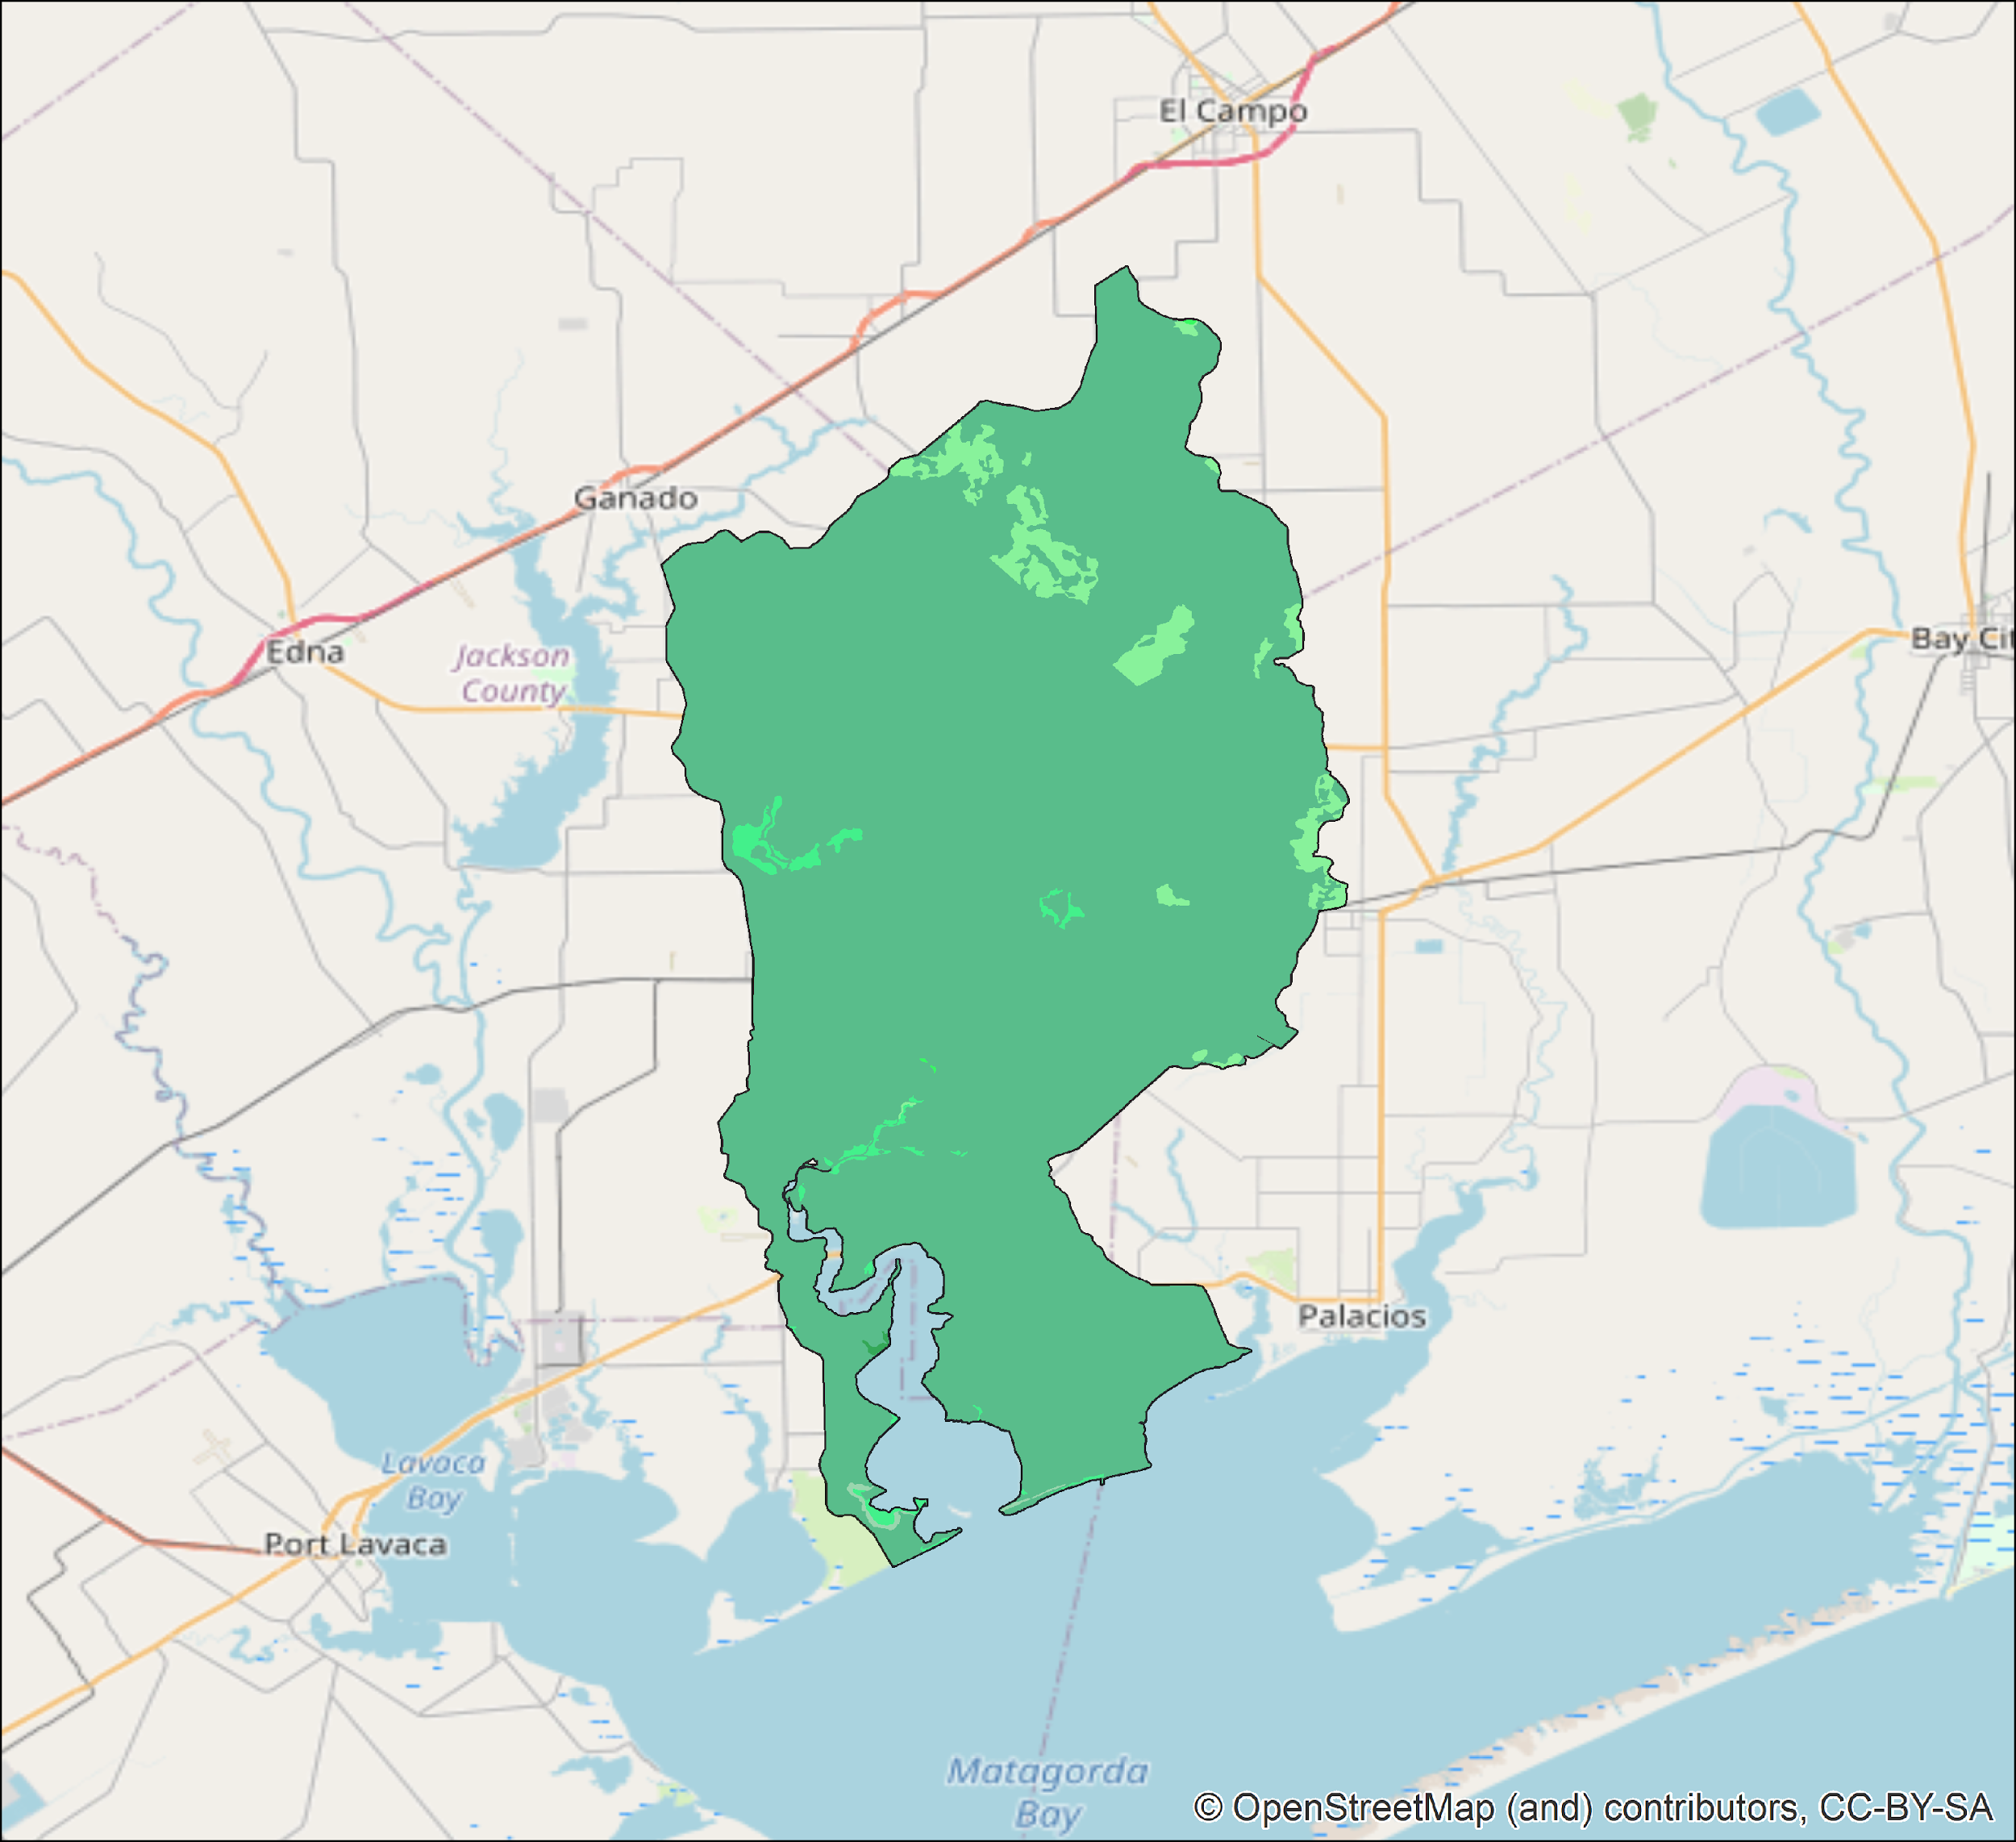 El Campo
Ganado
Edna
Jackson
County
Bay Cit
Palacios
Lavaca
Bay
Port Lavaca
Matagorda
Bay
© OpenStreetMap (and) contributors, CC-BY-SA